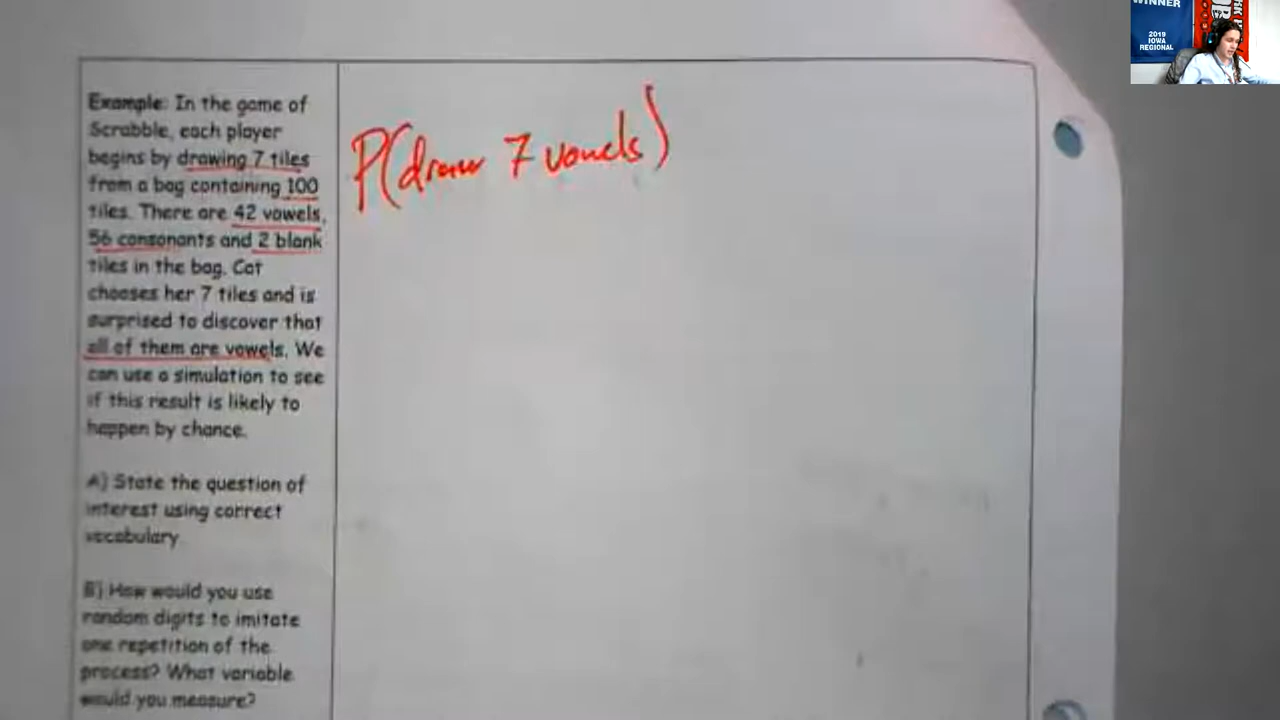 WINNER
2019
IOWA
REGIONAL
Example: In the game of
Scrabble, each player
begins by drawing 7 tiles
from a bag containing 100
tiles. There are 42 vowels,
56 consonants and 2 blank
tiles in the bag. Cat
chooses her 7 tiles and is
surprised to discover that
all of them are vowels. We
can use a simulation to see
if this result is likely to
happen by chance.
A) State the question of
interest using correct
vocabulary
B) How would you use
random digits to imitate
one repetition of the
process? What variable
would you measure?
P(draw 7 vowels)